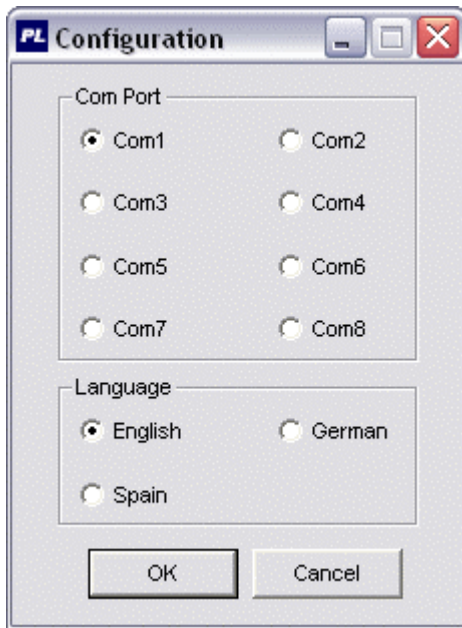 PL Configuration
Com Port
Com1 Com2
Com3 Com4
Com5 Com6
Com7 Com8
Language
English German
Spain
OK Cancel